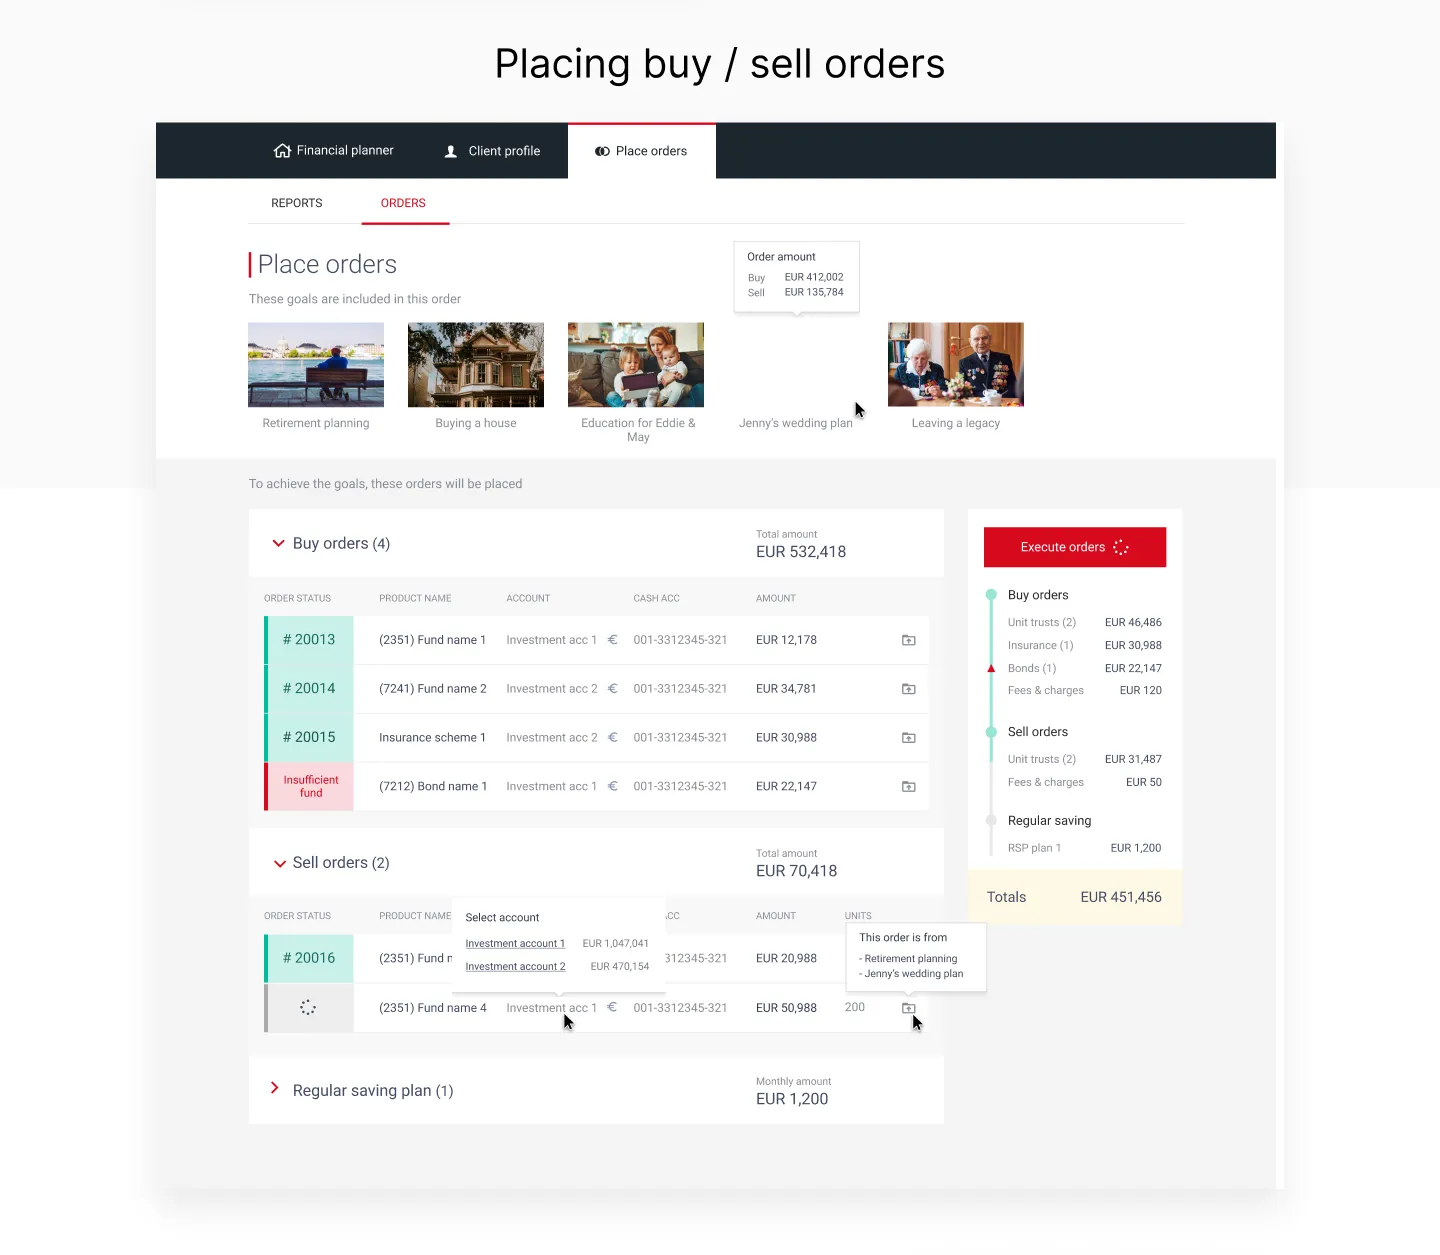 Placing buy / sell orders
Financial planner
Client profile
Place orders
REPORTS
ORDERS
Place orders
These goals are included in this order
Order amount
Buy EUR 412,002
Sell EUR 135,784
Retirement planning
Buying a house
Education for Eddie &
May
Jenny's wedding plan
Leaving a legacy
To achieve the goals, these orders will be placed
Buy orders (4)
Total amount
EUR 532,418
ORDER STATUS PRODUCT NAME ACCOUNT CASH ACC AMOUNT
# 20013 (2351) Fund name 1 Investment acc 1 € 001-3312345-321 EUR 12,178
# 20014 (7241) Fund name 2 Investment acc 2 € 001-3312345-321 EUR 34,781
# 20015 Insurance scheme 1 Investment acc 2 € 001-3312345-321 EUR 30,988
Insufficient
fund
(7212) Bond name 1 Investment acc 1 € 001-3312345-321 EUR 22,147
Sell orders (2)
Total amount
EUR 70,418
ORDER STATUS PRODUCT NAME ACC AMOUNT UNITS
# 20016 (2351) Fund n 3312345-321 EUR 20,988
Select account
Investment account 1 EUR 1,047,041
Investment account 2 EUR 470,154
This order is from
- Retirement planning
- Jenny's wedding plan
(2351) Fund name 4 Investment acc 1 € 001-3312345-321 EUR 50,988 200
Regular saving plan (1)
Monthly amount
EUR 1,200
Execute orders
Buy orders
Unit trusts (2) EUR 46,486
Insurance (1) EUR 30,988
Bonds (1) EUR 22,147
Fees & charges EUR 120
Sell orders
Unit trusts (2) EUR 31,487
Fees & charges EUR 50
Regular saving
RSP plan 1 EUR 1,200
Totals EUR 451,456